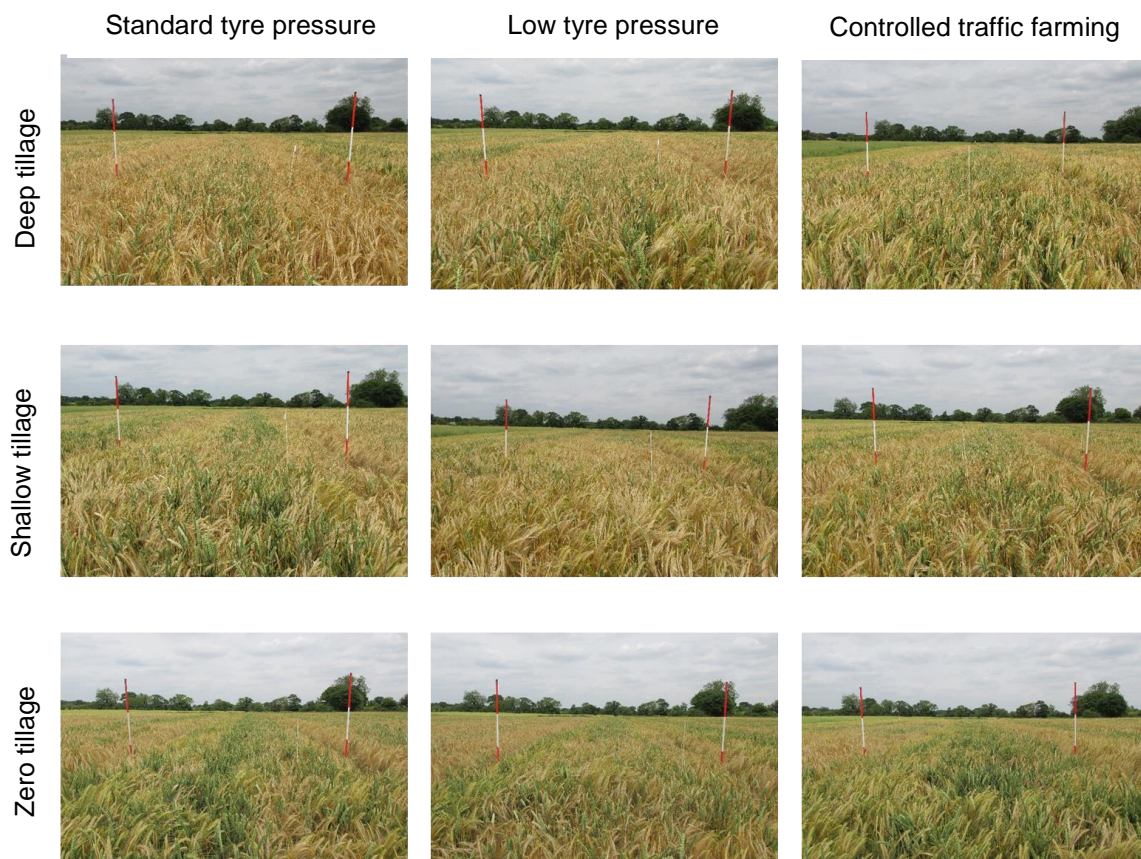 Standard tyre pressure
Low tyre pressure
Controlled traffic farming
Deep tillage
Shallow tillage
Zero tillage